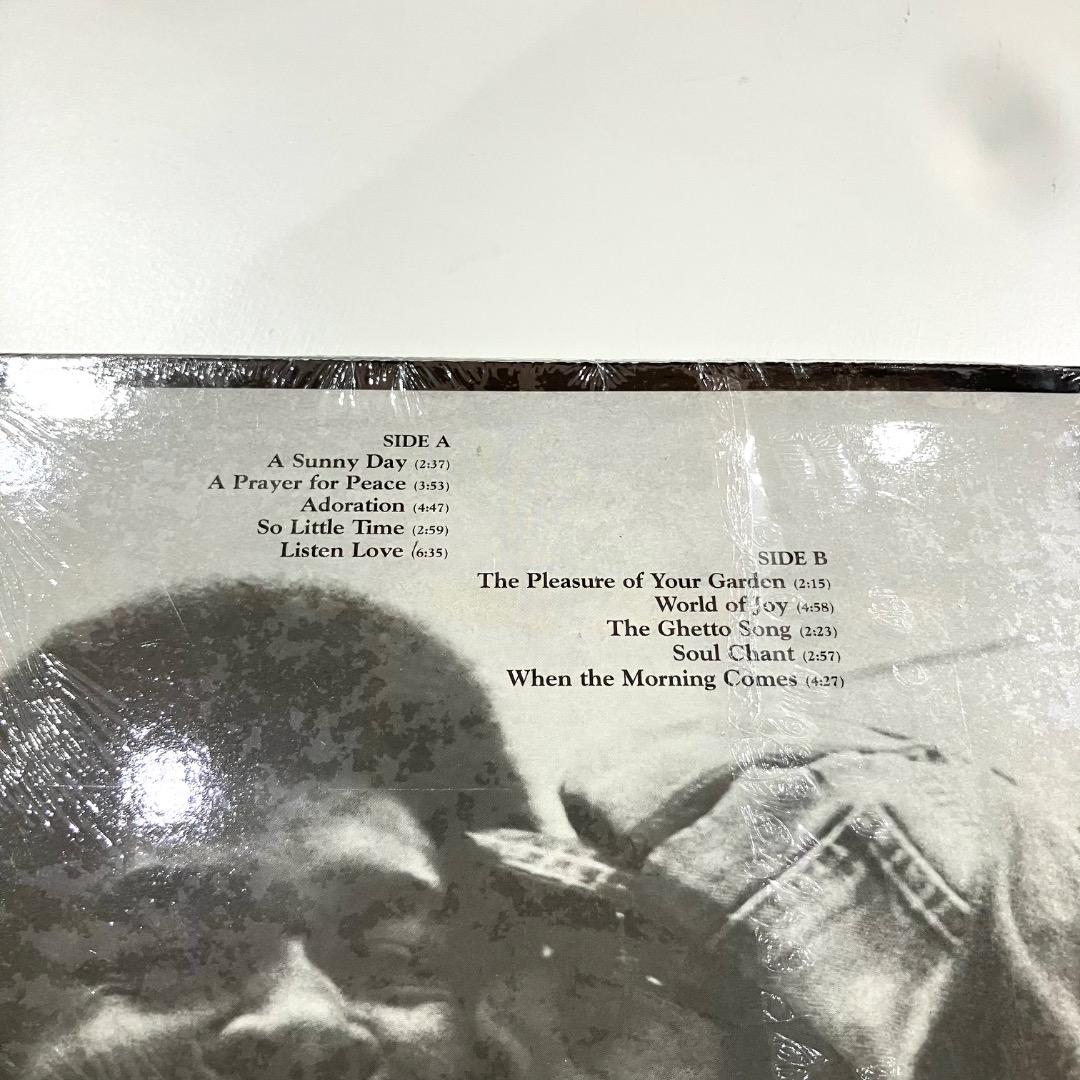 SIDE A
A Sunny Day (2:37)
A Prayer for Peace (3:53)
Adoration (4:47)
So Little Time (2:59)
Listen Love (6:35)
SIDE B
The Pleasure of Your Garden (2:15)
World of Joy (4:58)
The Ghetto Song (2:23)
Soul Chant (2:57)
When the Morning Comes (4:27)